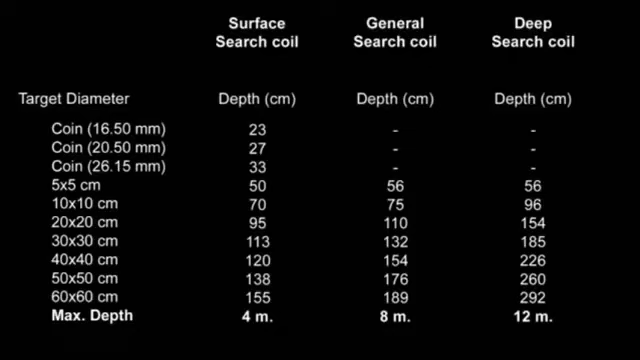 Surface General Deep
Search coil Search coil Search coil
Target Diameter Depth (cm) Depth (cm) Depth (cm)
Coin (16.50 mm) 23 - -
Coin (20.50 mm) 27 - -
Coin (26.15 mm) 33 - -
5x5 cm 50 56 56
10x10 cm 70 75 96
20x20 cm 95 110 154
30x30 cm 113 132 185
40x40 cm 120 154 226
50x50 cm 138 176 260
60x60 cm 155 189 292
Max. Depth 4 m. 8 m. 12 m.